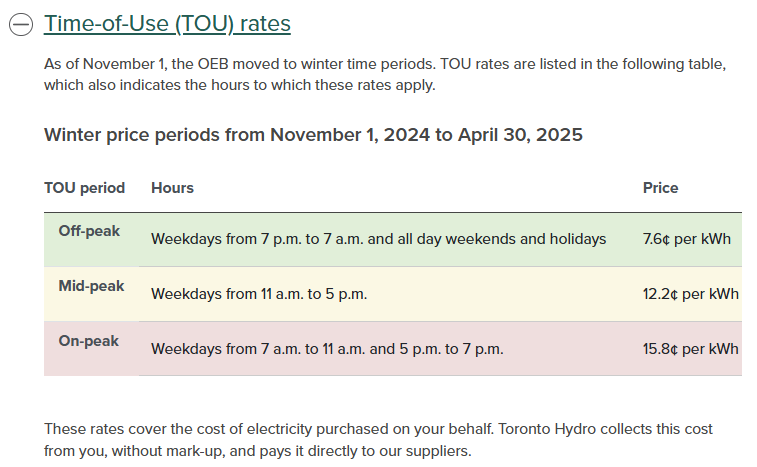 Time-of-Use (TOU) rates
As of November 1, the OEB moved to winter time periods. TOU rates are listed in the following table,
which also indicates the hours to which these rates apply.
Winter price periods from November 1, 2024 to April 30, 2025
TOU period Hours Price
Off-peak Weekdays from 7 p.m. to 7 a.m. and all day weekends and holidays 7.6¢ per kWh
Mid-peak Weekdays from 11 a.m. to 5 p.m. 12.2¢ per kWh
On-peak Weekdays from 7 a.m. to 11 a.m. and 5 p.m. to 7 p.m. 15.8¢ per kWh
These rates cover the cost of electricity purchased on your behalf. Toronto Hydro collects this cost
from you, without mark-up, and pays it directly to our suppliers.